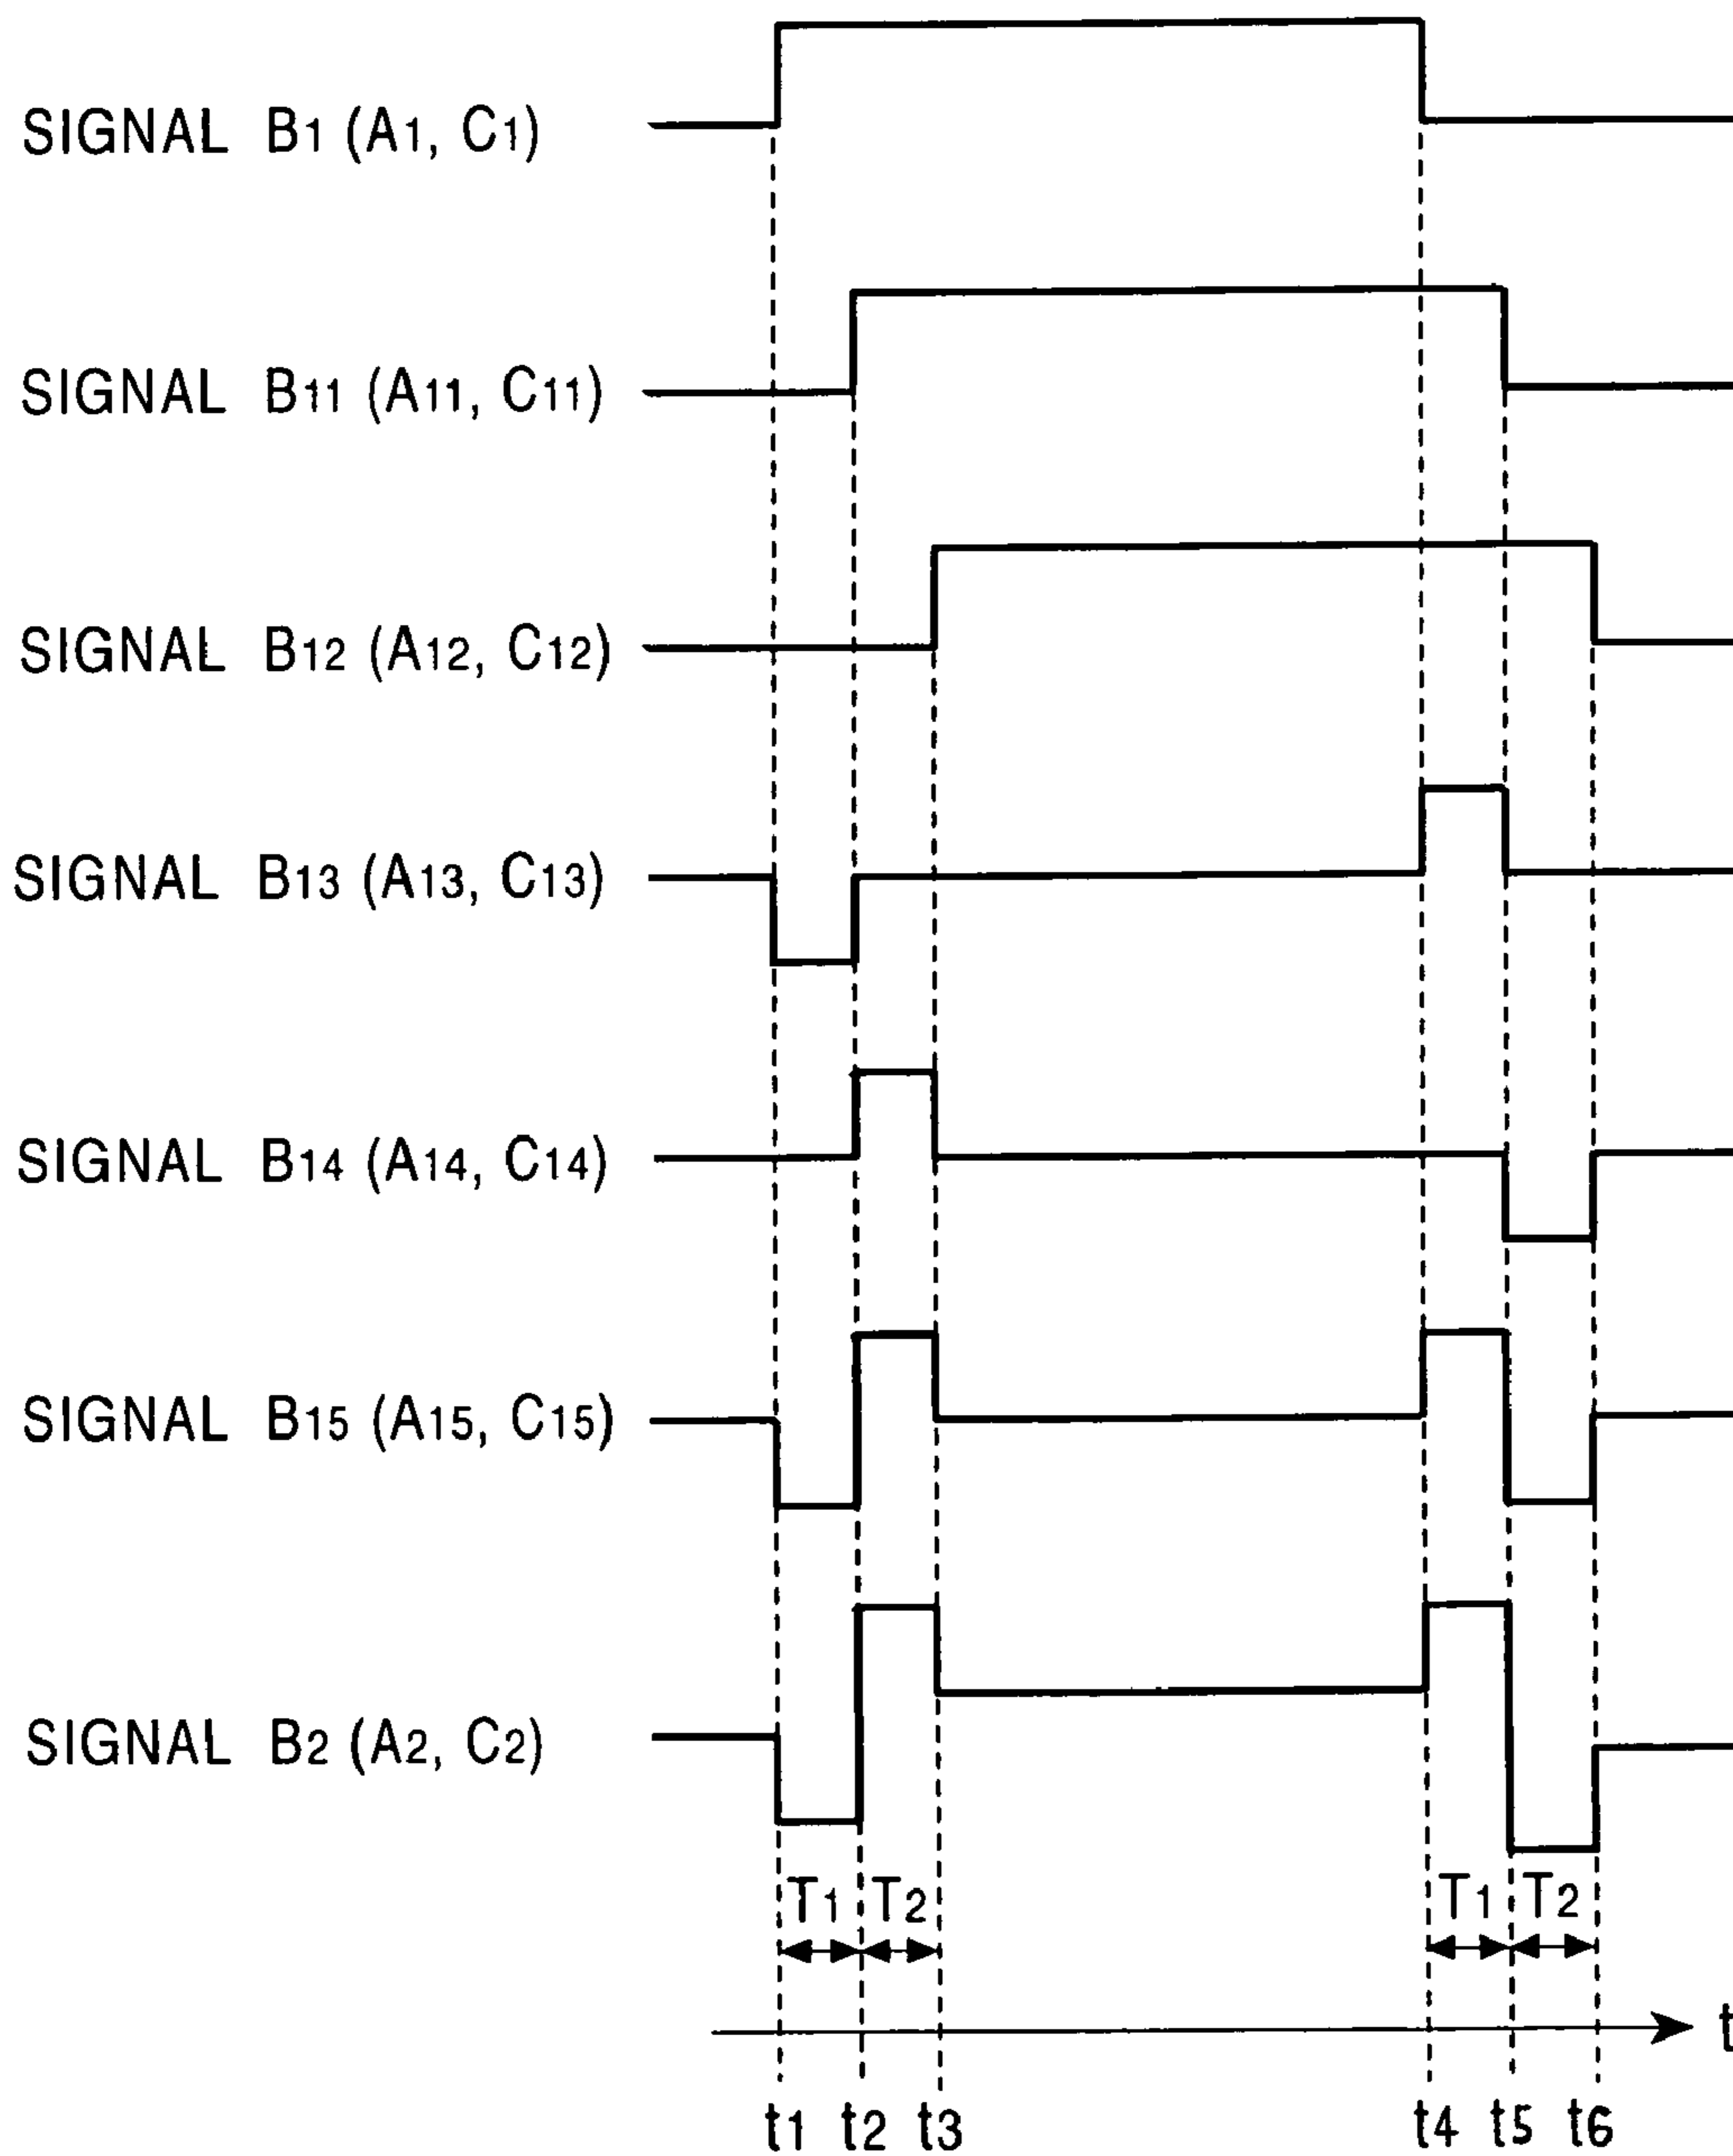 SIGNAL B1 (A1, C1)
SIGNAL B11 (A11, C11)
SIGNAL B12 (A12, C12)
SIGNAL B13 (A13, C13)
SIGNAL B14 (A14, C14)
SIGNAL B15 (A15, C15)
SIGNAL B2 (A2, C2)
T1 T2 T1 T2
t
t1 t2 t3 t4 t5 t6